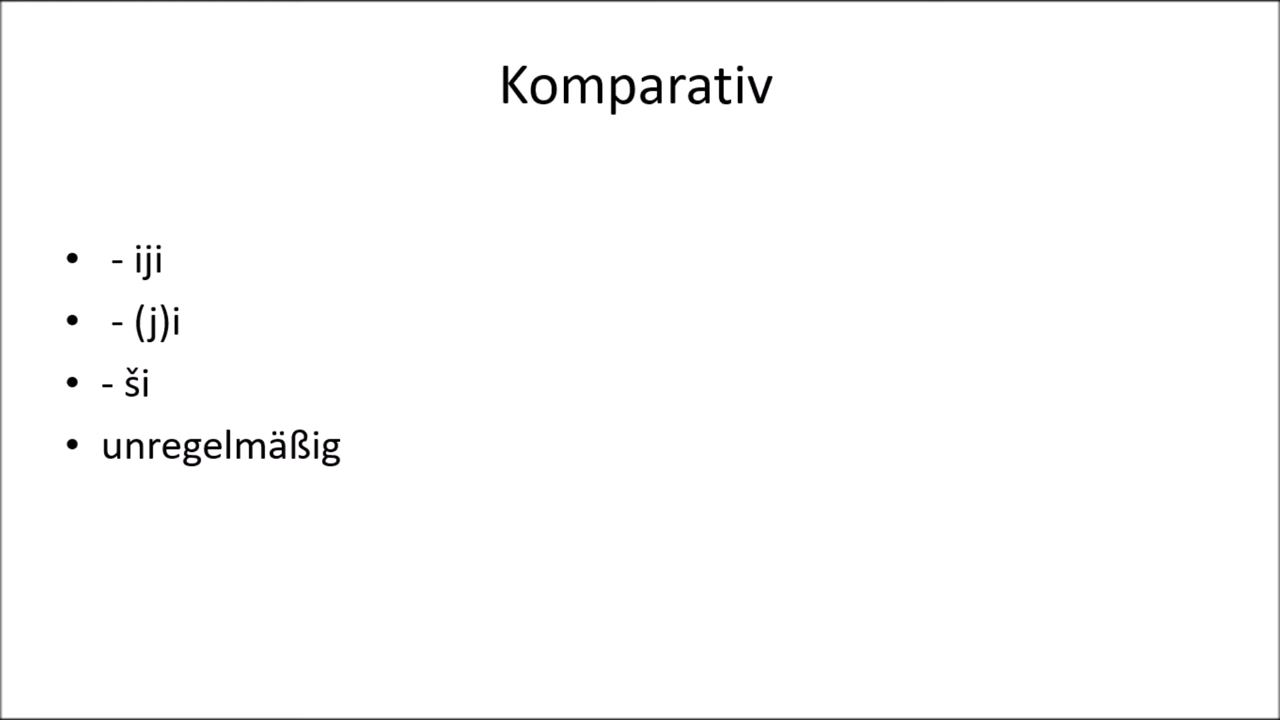 Komparativ
• - iji
• - (j)i
• - ši
• unregelmäßig